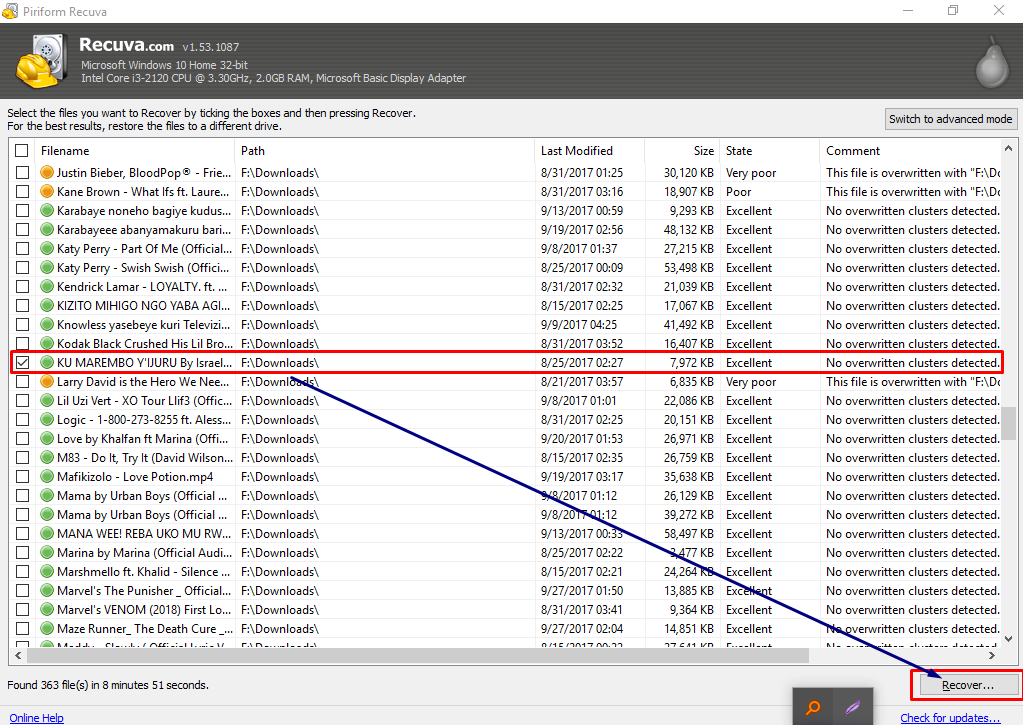 Piriform Recuva
Recuva.com v1.53.1087
Microsoft Windows 10 Home 32-bit
Intel Core i3-2120 CPU @ 3.30GHz, 2.0GB RAM, Microsoft Basic Display Adapter
Select the files you want to Recover by ticking the boxes and then pressing Recover.
For the best results, restore the files to a different drive.
Switch to advanced mode
Filename Path Last Modified Size State Comment
Justin Bieber, BloodPop® - Frie... F:\Downloads\ 8/31/2017 01:25 30,120 KB Very poor This file is overwritten with "F:\Do
Kane Brown - What Ifs ft. Laure... F:\Downloads\ 8/31/2017 03:16 18,907 KB Poor This file is overwritten with "F:\Do
Karabaye noneho bagiye kudus... F:\Downloads\ 9/13/2017 00:59 9,293 KB Excellent No overwritten clusters detected.
Karabayeee abanyamakuru bari... F:\Downloads\ 9/19/2017 02:56 48,132 KB Excellent No overwritten clusters detected.
Katy Perry - Part Of Me (Official... F:\Downloads\ 9/8/2017 01:37 27,215 KB Excellent No overwritten clusters detected.
Katy Perry - Swish Swish (Offici... F:\Downloads\ 8/25/2017 00:09 53,498 KB Excellent No overwritten clusters detected.
Kendrick Lamar - LOYALTY. ft. ... F:\Downloads\ 8/31/2017 02:32 21,039 KB Excellent No overwritten clusters detected.
KIZITO MIHIGO NGO YABA AGI... F:\Downloads\ 8/15/2017 02:25 17,067 KB Excellent No overwritten clusters detected.
Knowless yasebeye kuri Televizi... F:\Downloads\ 9/9/2017 04:25 41,492 KB Excellent No overwritten clusters detected.
Kodak Black Crushed His Lil Bro... F:\Downloads\ 8/31/2017 03:52 16,407 KB Excellent No overwritten clusters detected.
KU MAREMBO Y'IJURU By Israel... F:\Downloads\ 8/25/2017 02:27 7,972 KB Excellent No overwritten clusters detected.
Larry David is the Hero We Nee... F:\Downloads\ 8/21/2017 03:57 6,835 KB Very poor This file is overwritten with "F:\Do
Lil Uzi Vert - XO Tour Llif3 (Offici... F:\Downloads\ 9/8/2017 01:01 22,086 KB Excellent No overwritten clusters detected.
Logic - 1-800-273-8255 ft. Aless... F:\Downloads\ 8/31/2017 02:25 20,151 KB Excellent No overwritten clusters detected.
Love by Khalfan ft Marina (Offi... F:\Downloads\ 9/20/2017 01:53 26,971 KB Excellent No overwritten clusters detected.
M83 - Do It, Try It (David Wilson... F:\Downloads\ 8/15/2017 02:35 26,759 KB Excellent No overwritten clusters detected.
Mafikizolo - Love Potion.mp4 F:\Downloads\ 9/19/2017 03:17 35,638 KB Excellent No overwritten clusters detected.
Mama by Urban Boys (Official ... F:\Downloads\ 9/8/2017 01:12 26,129 KB Excellent No overwritten clusters detected.
Mama by Urban Boys (Official ... F:\Downloads\ 9/8/2017 01:12 39,272 KB Excellent No overwritten clusters detected.
MANA WEE! REBA UKO MU RW... F:\Downloads\ 9/13/2017 00:33 58,497 KB Excellent No overwritten clusters detected.
Marina by Marina (Official Audi... F:\Downloads\ 8/25/2017 02:22 3,477 KB Excellent No overwritten clusters detected.
Marshmello ft. Khalid - Silence ... F:\Downloads\ 8/15/2017 02:21 24,264 KB Excellent No overwritten clusters detected.
Marvel's The Punisher _ Official... F:\Downloads\ 9/27/2017 01:50 13,885 KB Excellent No overwritten clusters detected.
Marvel's VENOM (2018) First Lo... F:\Downloads\ 8/31/2017 03:41 9,364 KB Excellent No overwritten clusters detected.
Maze Runner_ The Death Cure _... F:\Downloads\ 9/27/2017 02:04 14,851 KB Excellent No overwritten clusters detected.
Found 363 file(s) in 8 minutes 51 seconds.
Recover...
Online Help
Check for updates...